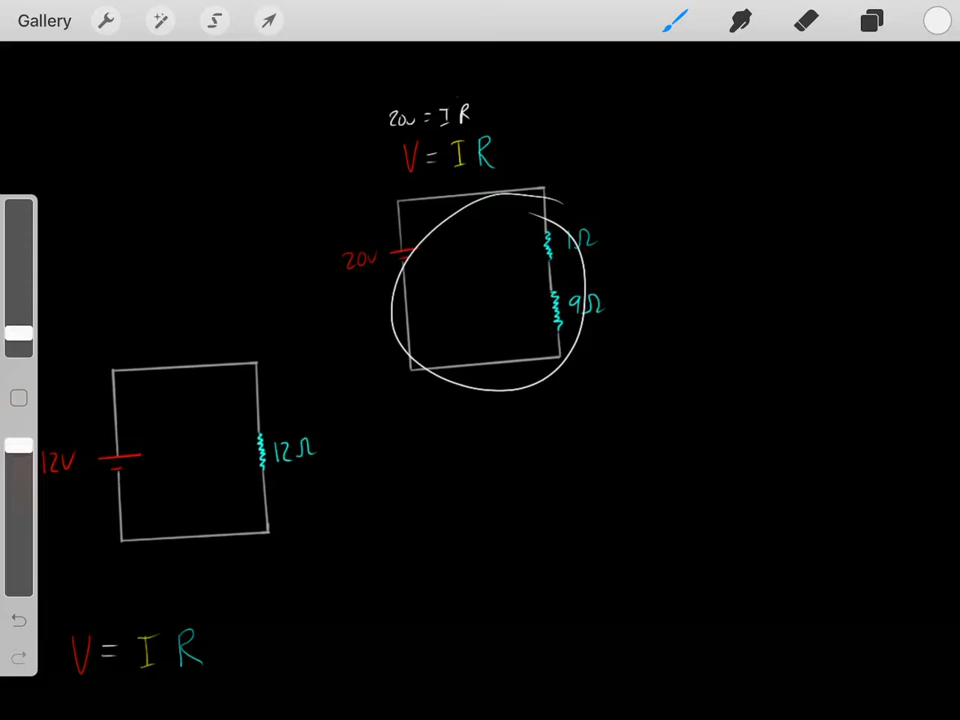 Gallery
20v = I R
V = I R
1Ω
20V
9Ω
12Ω
12V
V = I R